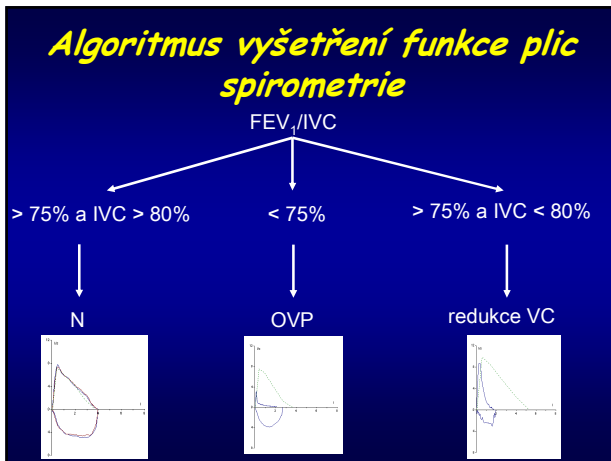 Algoritmus vyšetření funkce plic
spirometrie
FEV₁/IVC
> 75% a IVC > 80%
< 75%
> 75% a IVC < 80%
N
OVP
redukce VC